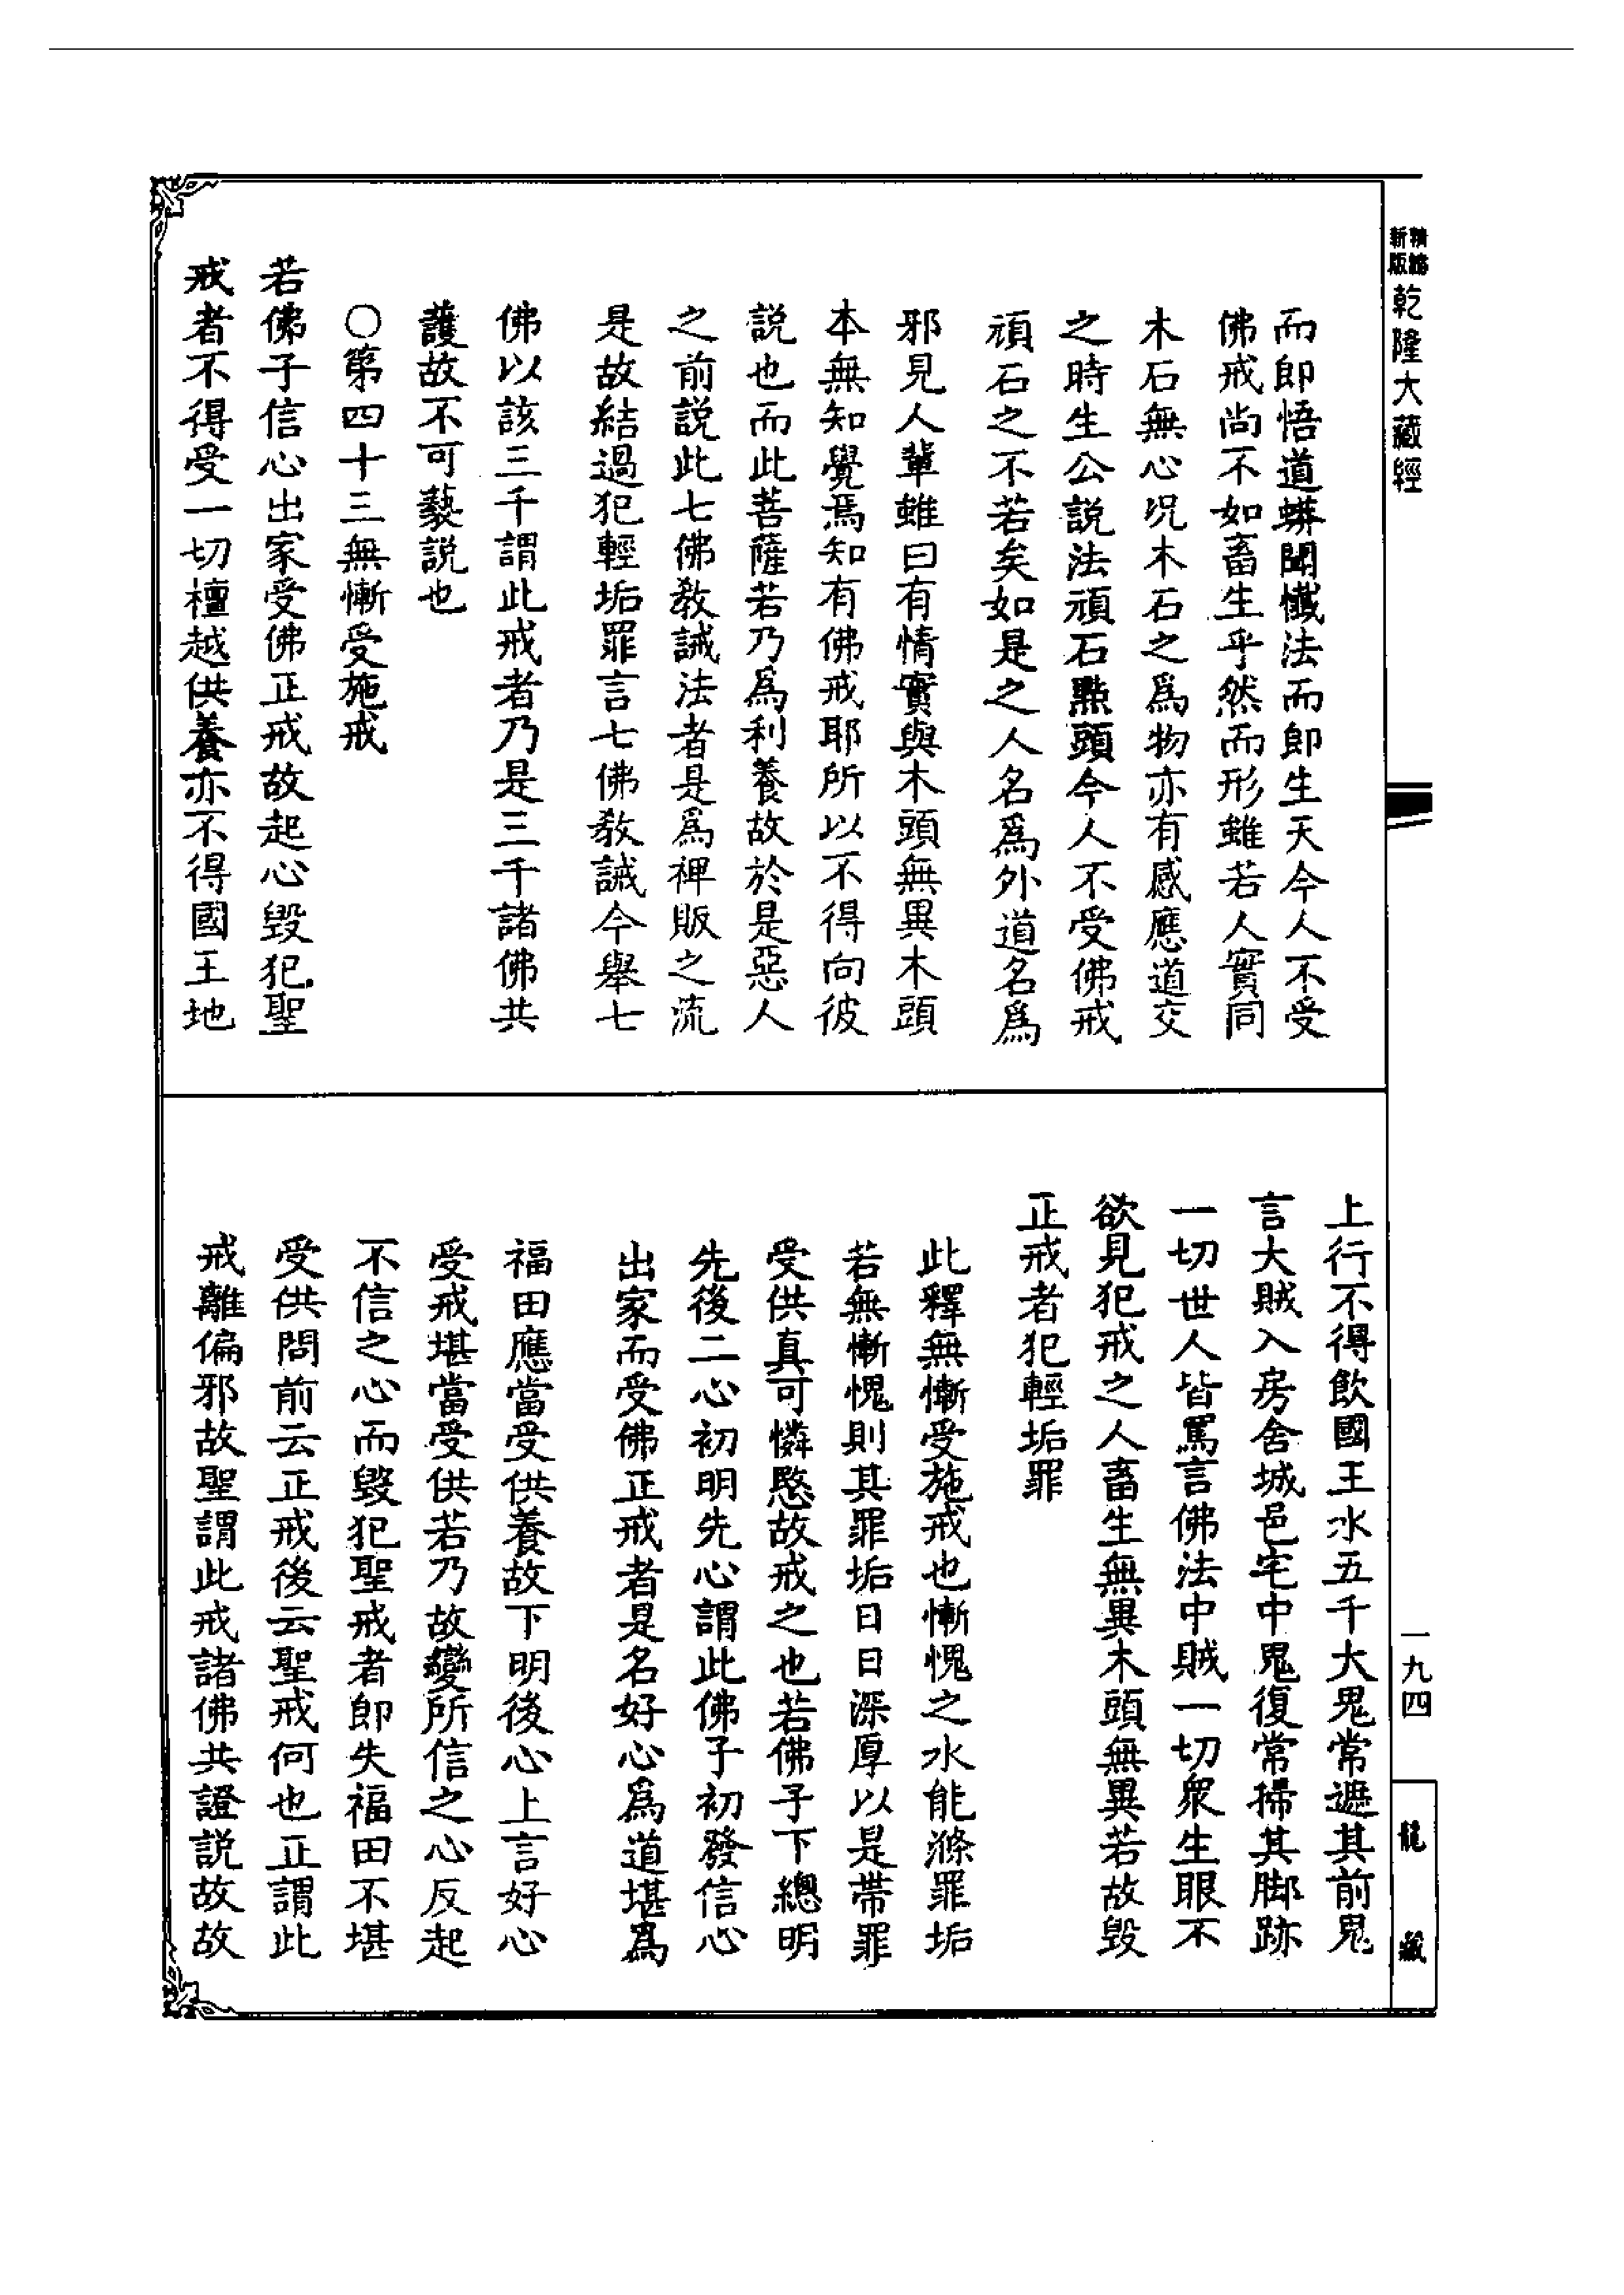 新版
精縮
乾隆大藏經
而即悟道蟒聞懺法而即生天今人不受
佛戒尚不如畜生乎然而形雖若人實同
木石無心况木石之爲物亦有感應道交
之時生公説法頑石點頭今人不受佛戒
頑石之不若矣如是之人名爲外道名爲
邪見人輩雖曰有情實與木頭無異木頭
本無知覺焉知有佛戒耶所以不得向彼
説也而此菩薩若乃爲利養故於是惡人
之前説此七佛教誡法者是爲裨販之流
是故結過犯輕垢罪言七佛教誡今舉七
佛以該三千謂此戒者乃是三千諸佛共
護故不可褻説也
〇第四十三無慚受施戒
若佛子信心出家受佛正戒故起心毁犯聖
戒者不得受一切檀越供養亦不得國王地
上行不得飲國王水五千大鬼常遮其前鬼
言大賊入房舍城邑宅中鬼復常掃其脚跡
一切世人皆罵言佛法中賊一切衆生眼不
欲見犯戒之人畜生無異木頭無異若故毁
正戒者犯輕垢罪
此釋無慚受施戒也慚愧之水能滌罪垢
若無慚愧則其罪垢日日深厚以是帶罪
受供真可憐愍故戒之也若佛子下總明
先後二心初明先心謂此佛子初發信心
出家而受佛正戒者是名好心爲道堪爲
福田應當受供養故下明後心上言好心
受戒堪當受供若乃故變所信之心反起
不信之心而毁犯聖戒者即失福田不堪
受供問前云正戒後云聖戒何也正謂此
戒離偏邪故聖謂此戒諸佛共證説故故
一九四
龍藏